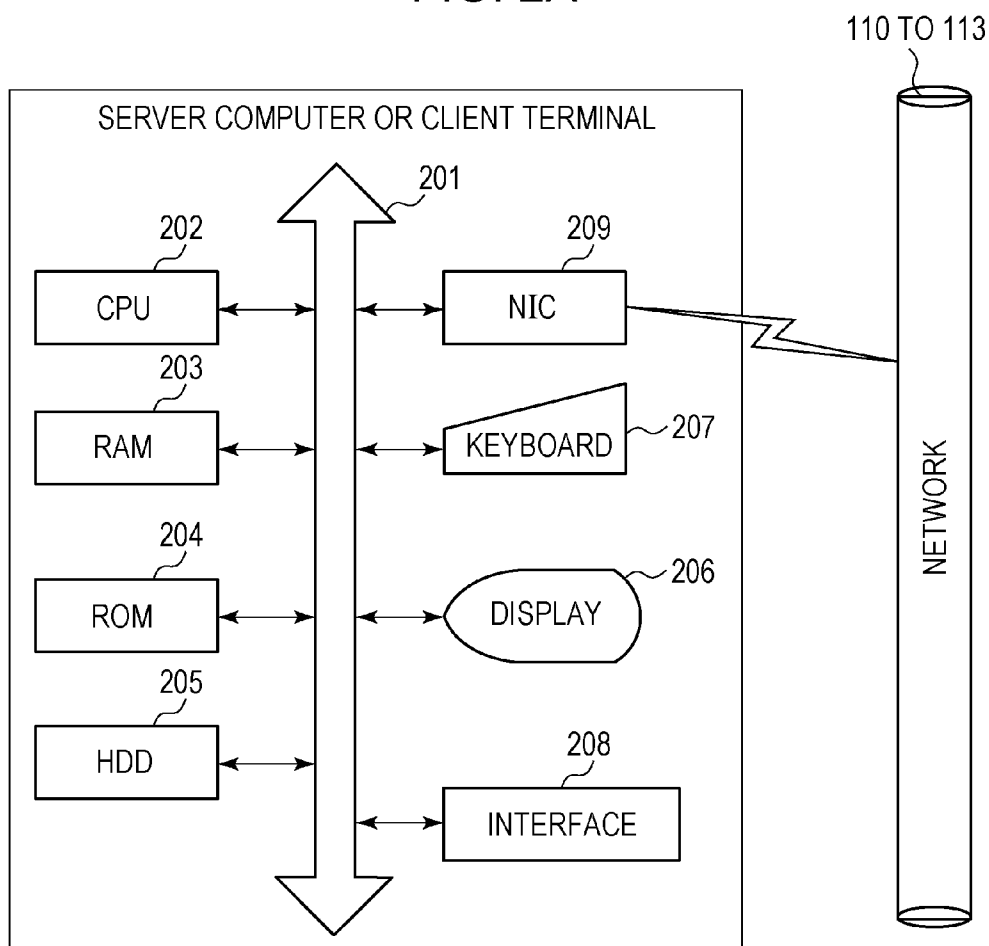 110 TO 113
SERVER COMPUTER OR CLIENT TERMINAL
201
202
CPU
209
NIC
203
RAM
KEYBOARD
207
204
ROM
206
DISPLAY
205
HDD
208
INTERFACE
NETWORK